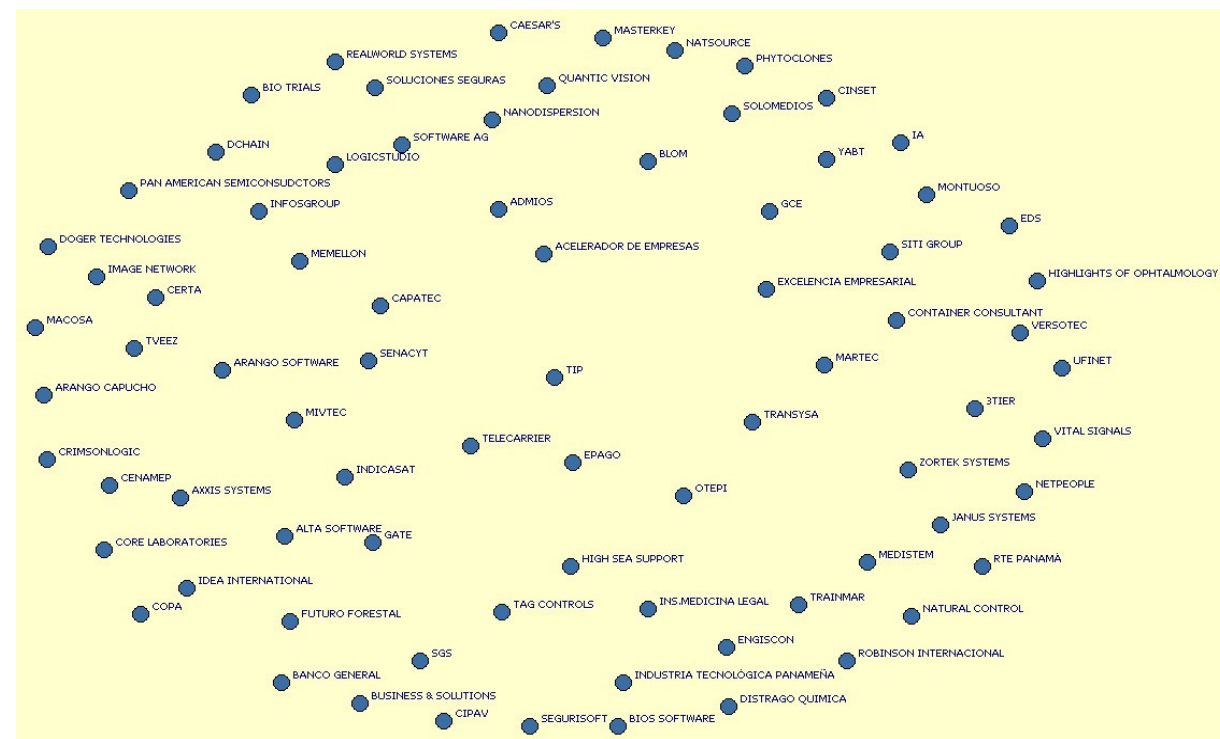 CAESAR'S
MASTERKEY
NATSOURCE
REALWORLD SYSTEMS
PHYTOCLONES
SOLUCIONES SEGURAS
QUANTIC VISION
BIO TRIALS
CINSET
SOLOMEDIOS
NANODISPERSION
SOFTWARE AG
IA
DCHAIN
LOGICSTUDIO
BLOM
YABT
PAN AMERICAN SEMICONSUDCTORS
MONTUOSO
INFOSGROUP
ADMIOS
GCE
EDS
DOGER TECHNOLOGIES
ACELERADOR DE EMPRESAS
SITI GROUP
MEMELLON
IMAGE NETWORK
HIGHLIGHTS OF OPHTALMOLOGY
EXCELENCIA EMPRESARIAL
CERTA
CAPATEC
CONTAINER CONSULTANT
MACOSA
VERSOTEC
TVEEZ
SENACYT
MARTEC
ARANGO SOFTWARE
UFINET
TIP
ARANGO CAPUCHO
3TIER
MIVTEC
TRANSYSA
VITAL SIGNALS
TELECARRIER
CRIMSONLOGIC
EPAGO
ZORTEK SYSTEMS
INDICASAT
CENAMEP
NETPEOPLE
AXXIS SYSTEMS
OTEPI
JANUS SYSTEMS
ALTA SOFTWARE
GATE
CORE LABORATORIES
MEDISTEM
HIGH SEA SUPPORT
RTE PANAMÀ
IDEA INTERNATIONAL
TRAINMAR
INS.MEDICINA LEGAL
COPA
TAG CONTROLS
NATURAL CONTROL
FUTURO FORESTAL
ENGISCON
SGS
ROBINSON INTERNACIONAL
BANCO GENERAL
INDUSTRIA TECNOLÒGICA PANAMEÑA
BUSINESS & SOLUTIONS
DISTRAGO QUIMICA
CIPAV
SEGURISOFT
BIOS SOFTWARE